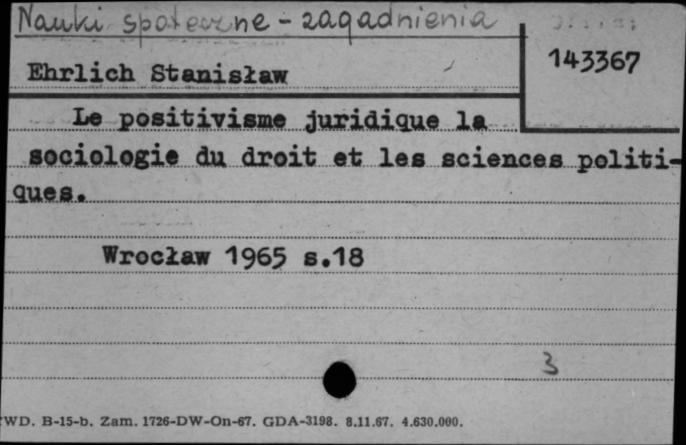 Nauki społeczne - zagadnienia
143367
Ehrlich Stanisław
Le positivisme juridique la
sociologie du droit et les sciences politi-
ques.
Wrocław 1965 s.18
3
WD. B-15-b. Zam. 1726-DW-On-67. GDA-3198. 8.11.67. 4.630.000.